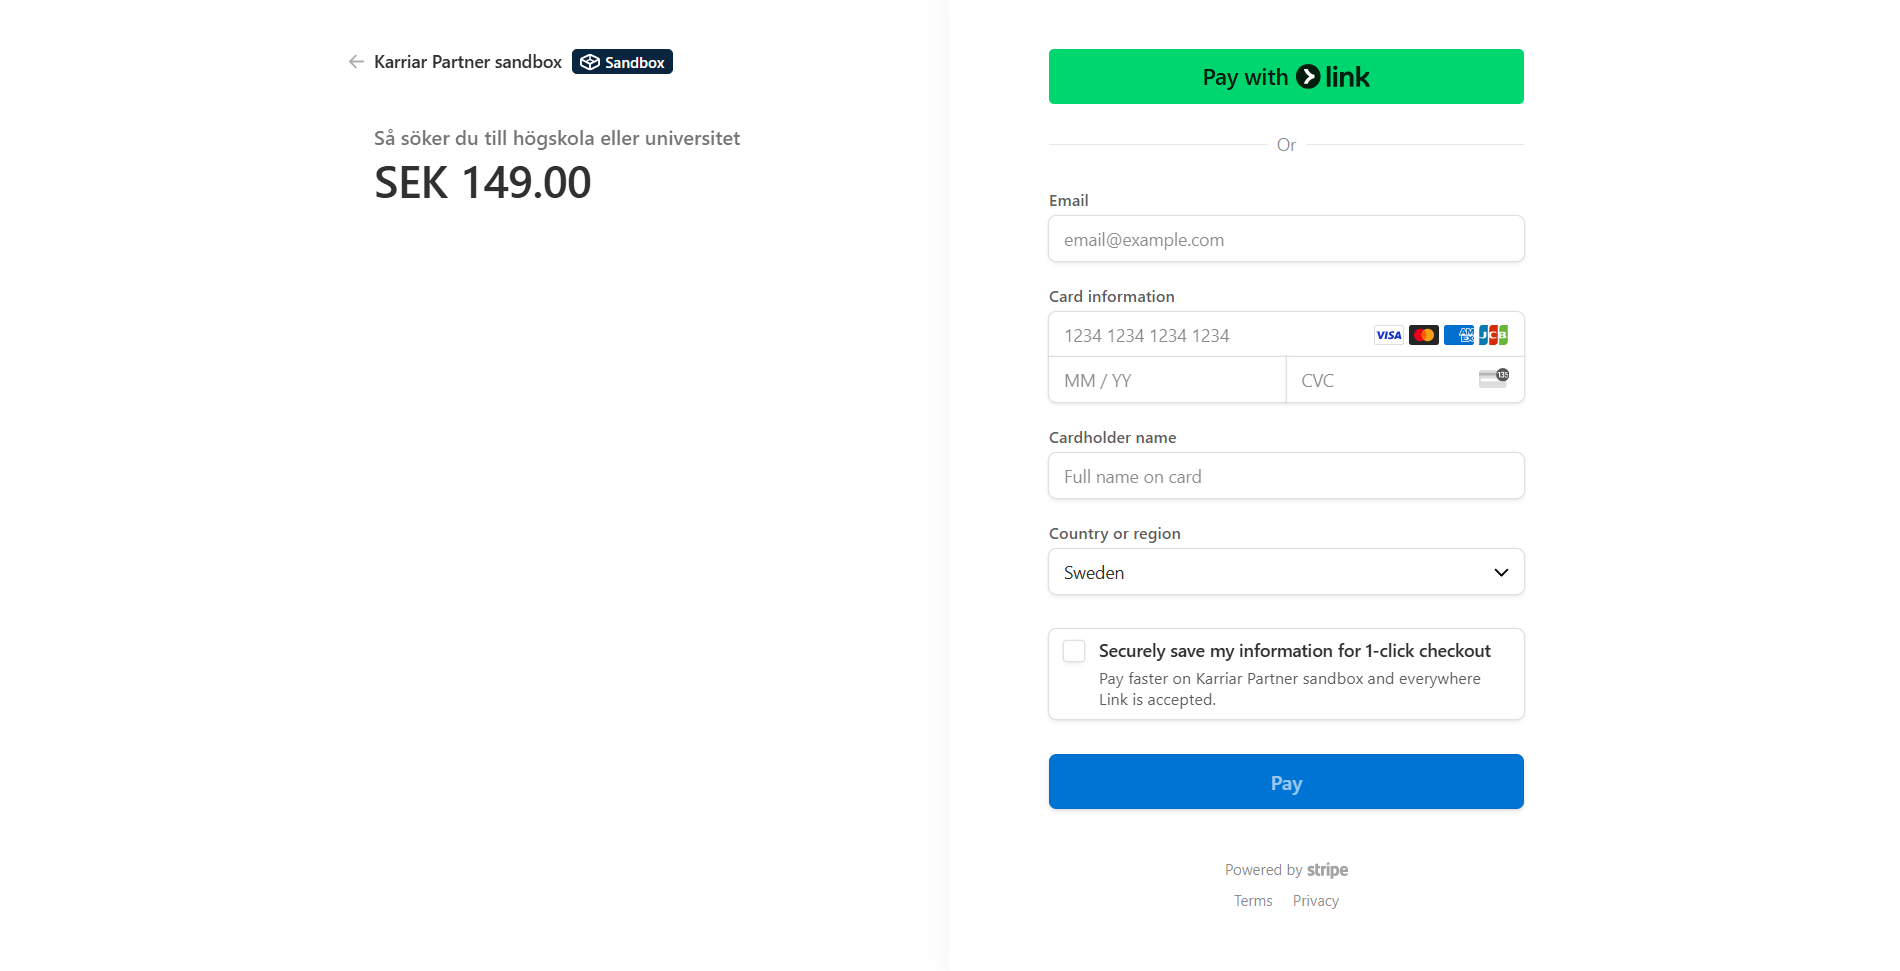 Karriar Partner sandbox Sandbox
Så söker du till högskola eller universitet
SEK 149.00
Pay with link
Or
Email
email@example.com
Card information
1234 1234 1234 1234 VISA AMEX JCB
MM / YY CVC 135
Cardholder name
Full name on card
Country or region
Sweden
Securely save my information for 1-click checkout
Pay faster on Karriar Partner sandbox and everywhere
Link is accepted.
Pay
Powered by stripe
Terms Privacy